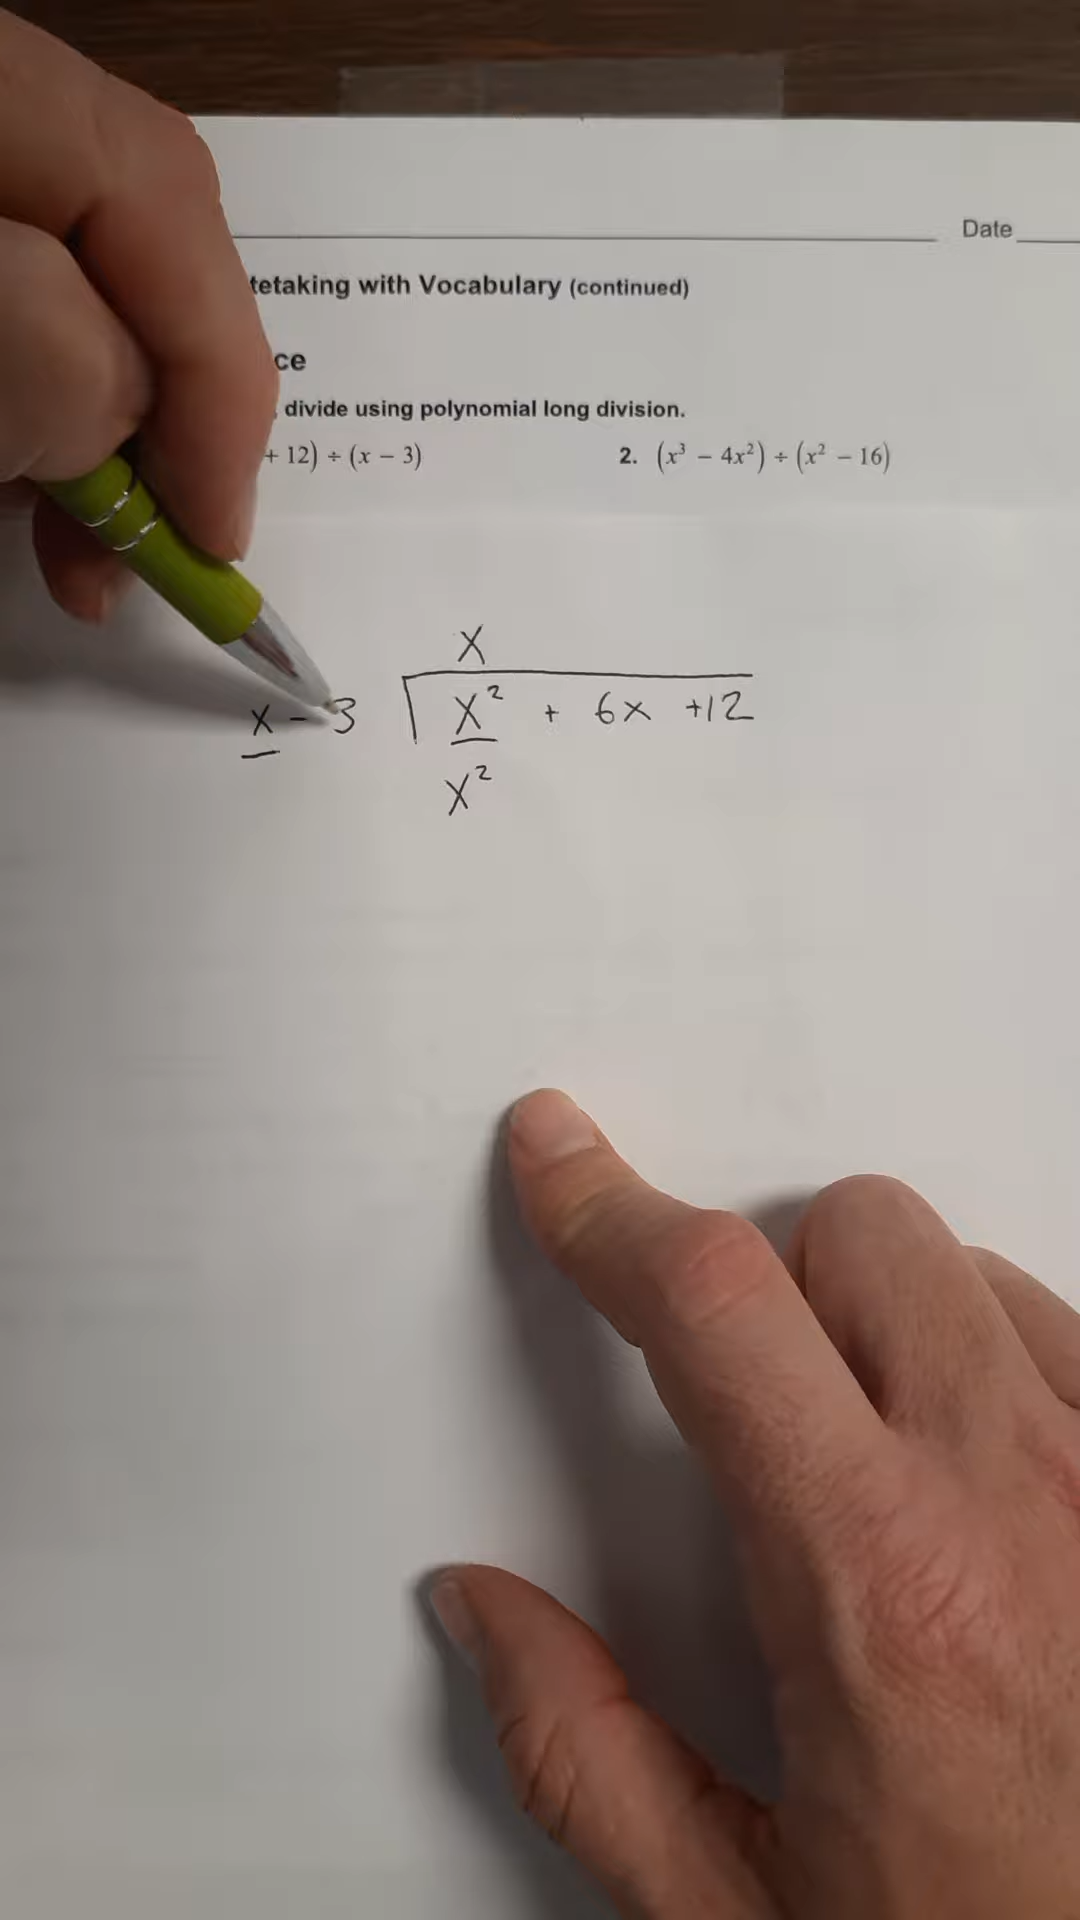 Date
tetaking with Vocabulary (continued)
ce
divide using polynomial long division.
+ 12) ÷ (x − 3)
2. (x³ − 4x²) ÷ (x² − 16)
x
x − 3 x² + 6x +12
x²